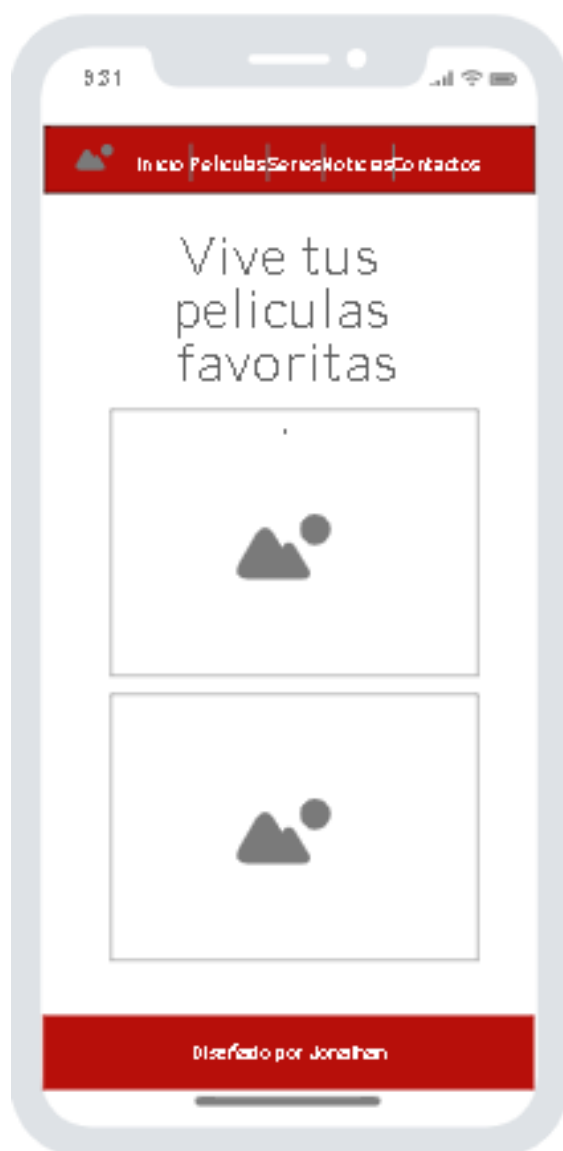 9:31
Inicio Peliculas Series Noticias Contactos
Vive tus
peliculas
favoritas
Diseñado por Jonathan